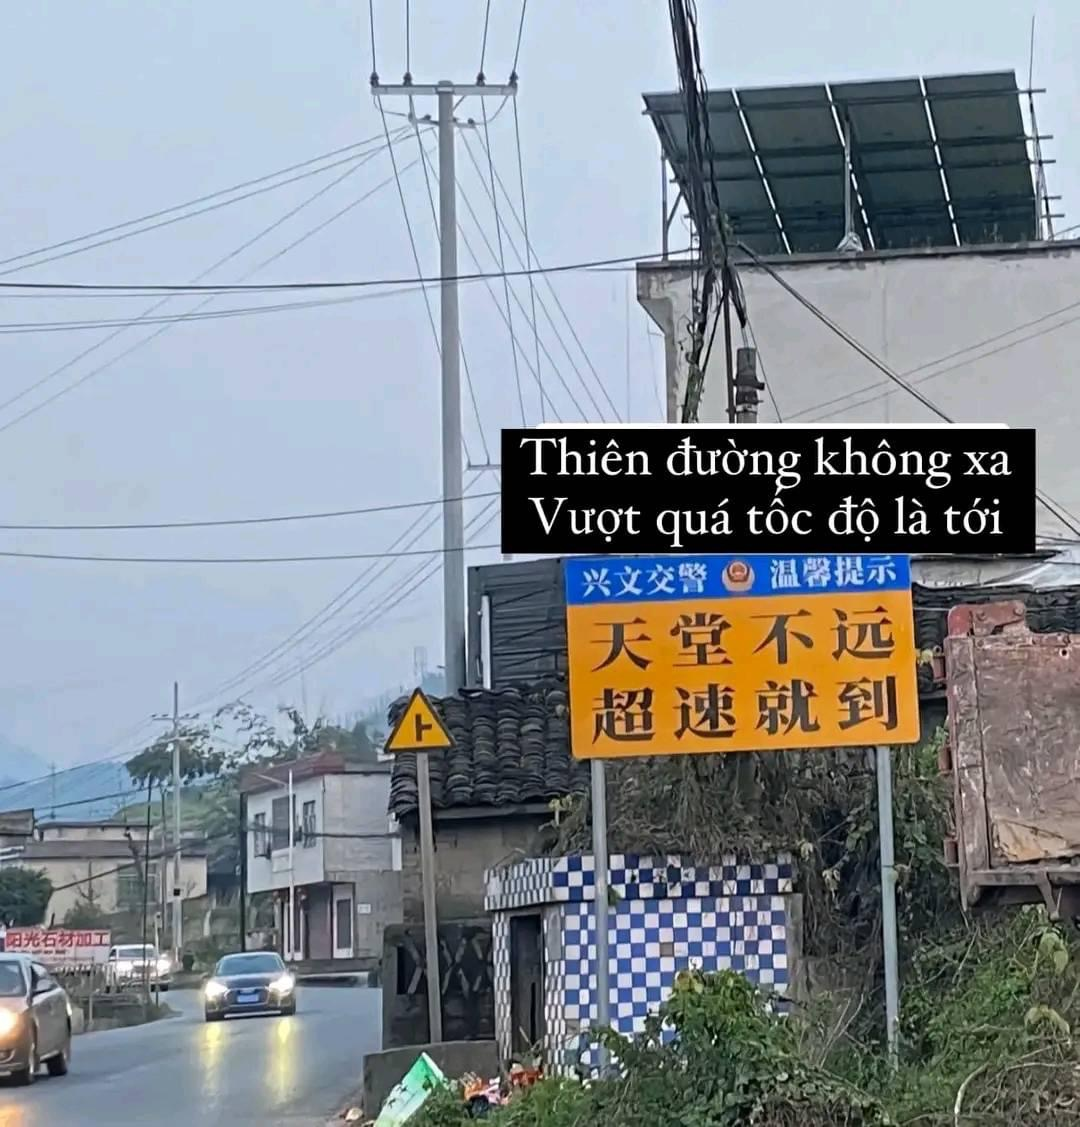 Thiên đường không xa
Vượt quá tốc độ là tới
兴文交警 温馨提示
天堂不远
超速就到
阳光石材加工